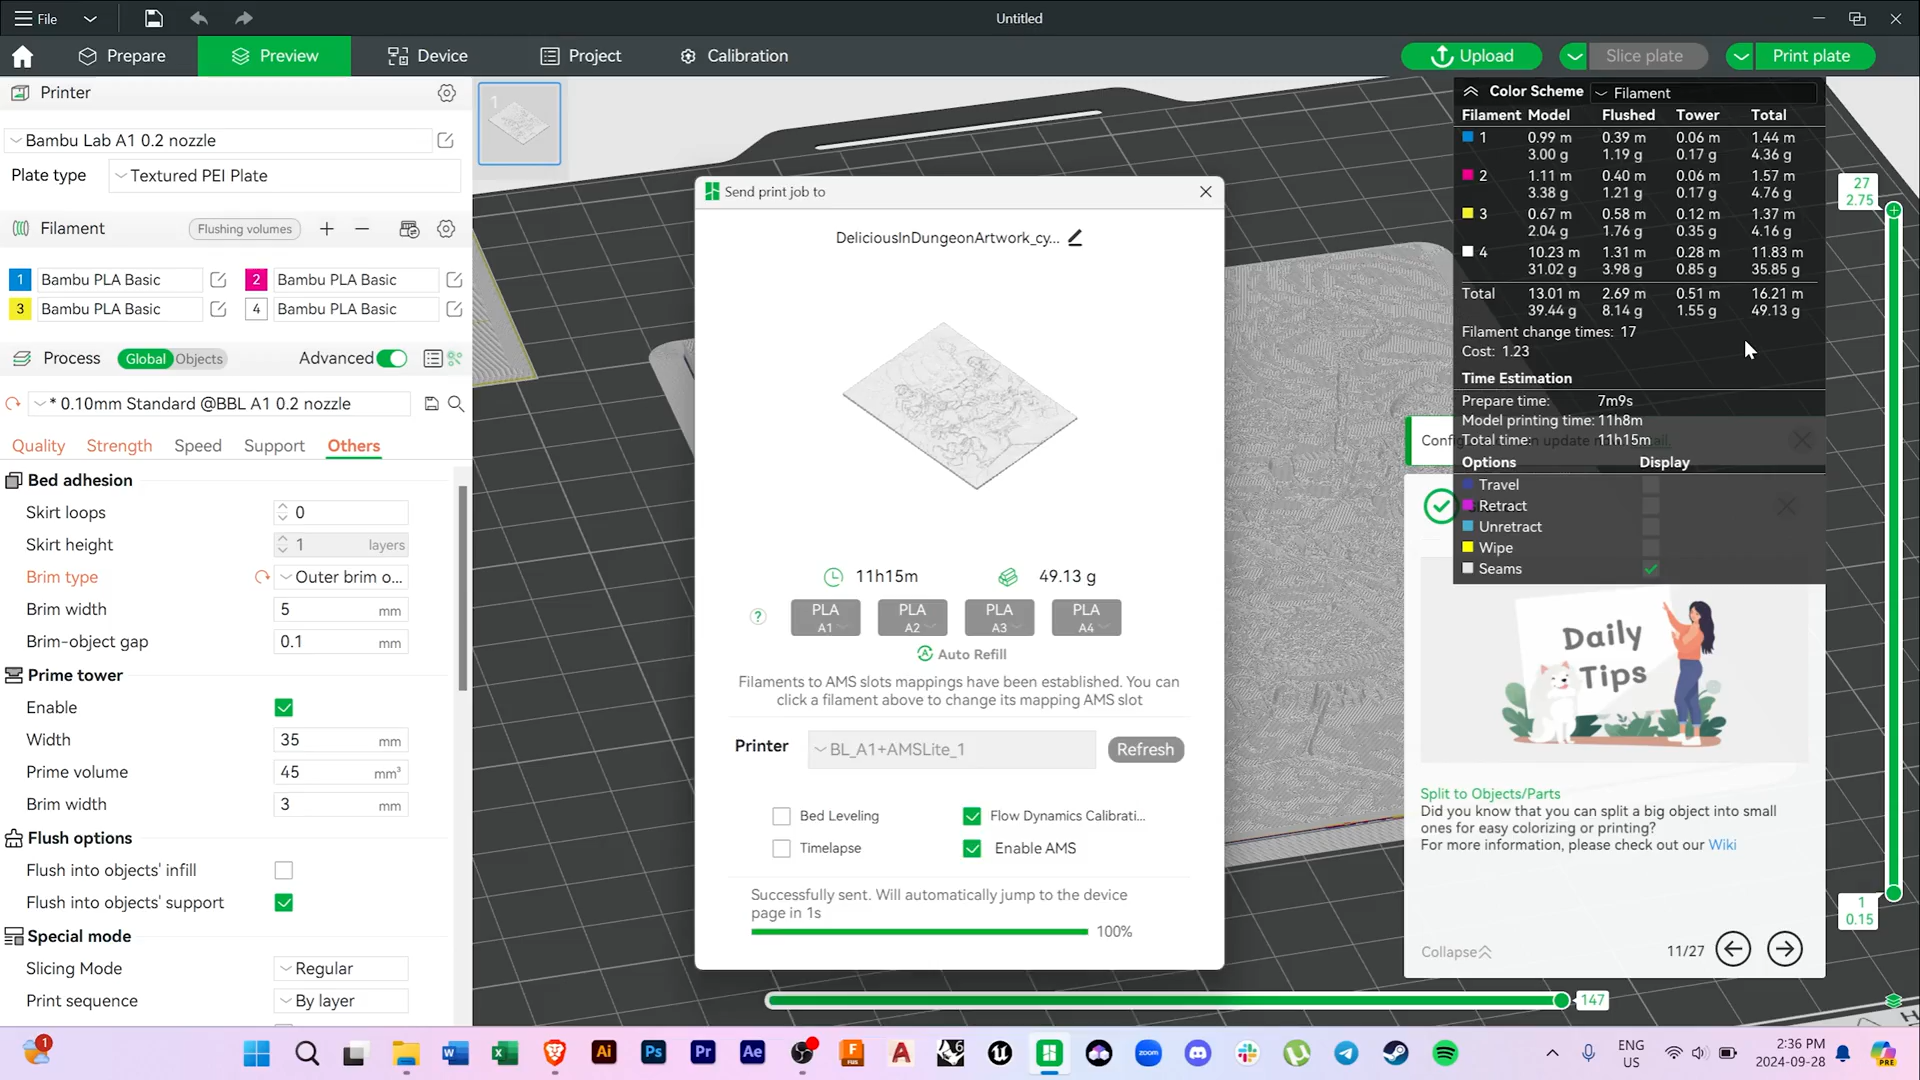 File
Untitled
Prepare
Preview
Device
Project
Calibration
Upload
Slice plate
Print plate
Printer
Bambu Lab A1 0.2 nozzle
Plate type
Textured PEI Plate
Filament
Flushing volumes
1 Bambu PLA Basic
2 Bambu PLA Basic
3 Bambu PLA Basic
4 Bambu PLA Basic
Process
Global
Objects
Advanced
* 0.10mm Standard @BBL A1 0.2 nozzle
Quality
Strength
Speed
Support
Others
Bed adhesion
Skirt loops 0
Skirt height 1 layers
Brim type Outer brim o...
Brim width 5 mm
Brim-object gap 0.1 mm
Prime tower
Enable
Width 35 mm
Prime volume 45 mm³
Brim width 3 mm
Flush options
Flush into objects' infill
Flush into objects' support
Special mode
Slicing Mode Regular
Print sequence By layer
1
Send print job to
DeliciousInDungeonArtwork_cy...
11h15m
49.13 g
?
PLA A1
PLA A2
PLA A3
PLA A4
Auto Refill
Filaments to AMS slots mappings have been established. You can
click a filament above to change its mapping AMS slot
Printer BL_A1+AMSLite_1 Refresh
Bed Leveling
Flow Dynamics Calibrati...
Timelapse
Enable AMS
Successfully sent. Will automatically jump to the device
page in 1s
100%
147
Color Scheme Filament
Filament Model Flushed Tower Total
1 0.99 m 0.39 m 0.06 m 1.44 m
3.00 g 1.19 g 0.17 g 4.36 g
2 1.11 m 0.40 m 0.06 m 1.57 m
3.38 g 1.21 g 0.17 g 4.76 g
3 0.67 m 0.58 m 0.12 m 1.37 m
2.04 g 1.76 g 0.35 g 4.16 g
4 10.23 m 1.31 m 0.28 m 11.83 m
31.02 g 3.98 g 0.85 g 35.85 g
Total 13.01 m 2.69 m 0.51 m 16.21 m
39.44 g 8.14 g 1.55 g 49.13 g
Filament change times: 17
Cost: 1.23
Time Estimation
Prepare time: 7m9s
Model printing time: 11h8m
Total time: 11h15m
Options Display
Travel
Retract
Unretract
Wipe
Seams
27
2.75
1
0.15
Daily
Tips
Split to Objects/Parts
Did you know that you can split a big object into small
ones for easy colorizing or printing?
For more information, please check out our Wiki
Collapse
11/27
1
W
X
Ai
Ps
Pr
Ae
F
FUS
A
zoom
ENG
US
2:36 PM
2024-09-28
PRE